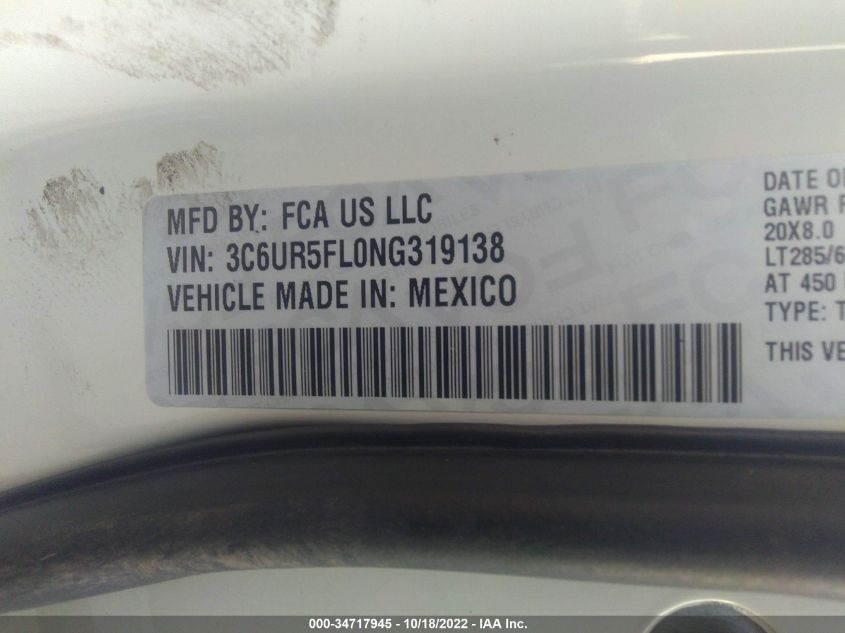 MFD BY: FCA US LLC
VIN: 3C6UR5FL0NG319138
VEHICLE MADE IN: MEXICO
DATE O
GAWR
20X8.0
LT285/6
AT 450
TYPE: T
THIS VE
000-34717945 - 10/18/2022 - IAA Inc.